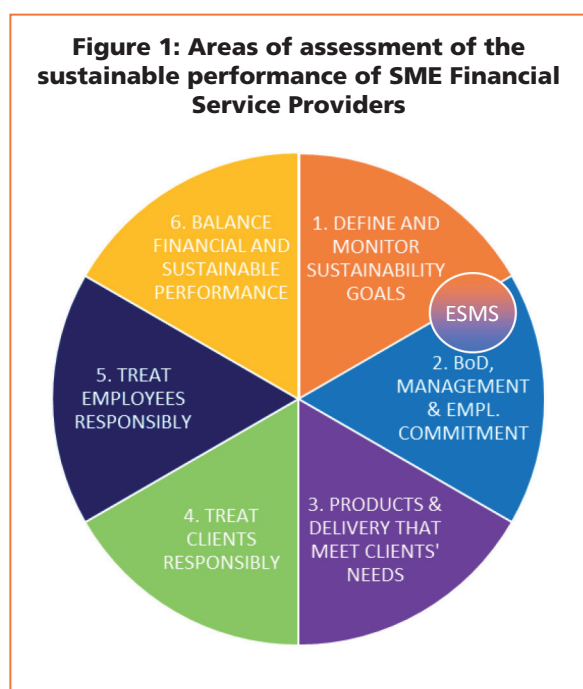 Figure 1: Areas of assessment of the
sustainable performance of SME Financial
Service Providers
6. BALANCE
FINANCIAL AND
SUSTAINABLE
PERFORMANCE
1. DEFINE AND
MONITOR
SUSTAINABILITY
GOALS
ESMS
2. BoD,
MANAGEMENT
& EMPL.
COMMITMENT
5. TREAT
EMPLOYEES
RESPONSIBLY
3. PRODUCTS &
DELIVERY THAT
MEET CLIENTS'
NEEDS
4. TREAT
CLIENTS
RESPONSIBLY